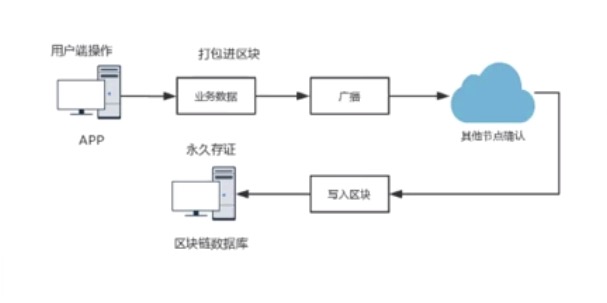 用户端操作
打包进区块
业务数据
广播
APP
其他节点确认
永久存证
写入区块
区块链数据库